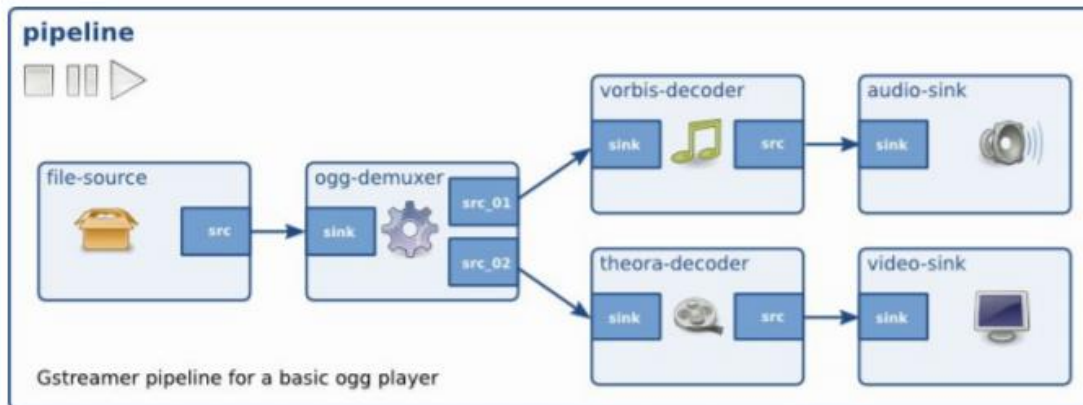 pipeline
vorbis-decoder
sink
src
audio-sink
sink
file-source
src
ogg-demuxer
sink
src_01
src_02
theora-decoder
sink
src
video-sink
sink
Gstreamer pipeline for a basic ogg player